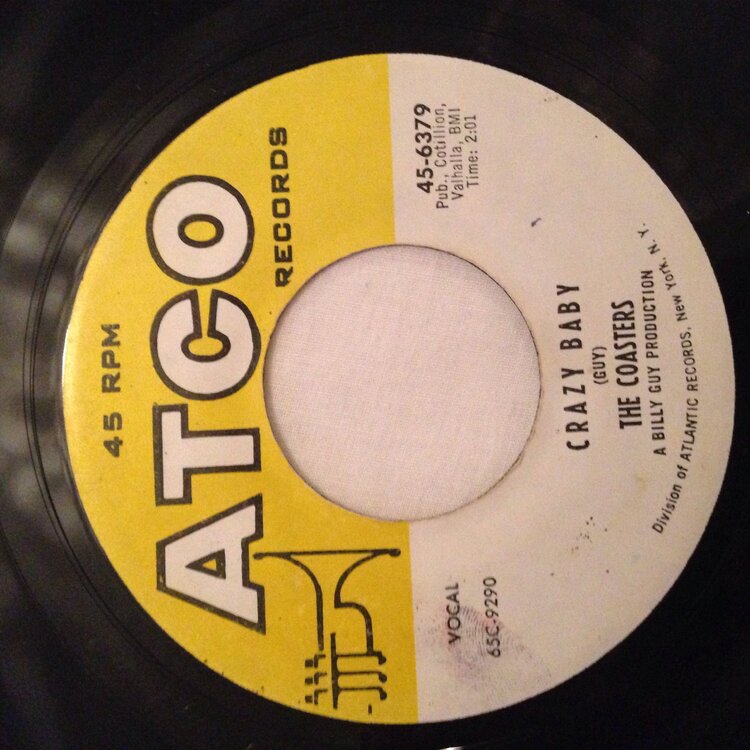 45 RPM
ATCO
RECORDS
45-6379
Pub., Cotillion,
Valhalla, BMI
Time: 2:01
VOCAL
65C-9290
CRAZY BABY
(GUY)
THE COASTERS
A BILLY GUY PRODUCTION
Division of ATLANTIC RECORDS, New York, N. Y.